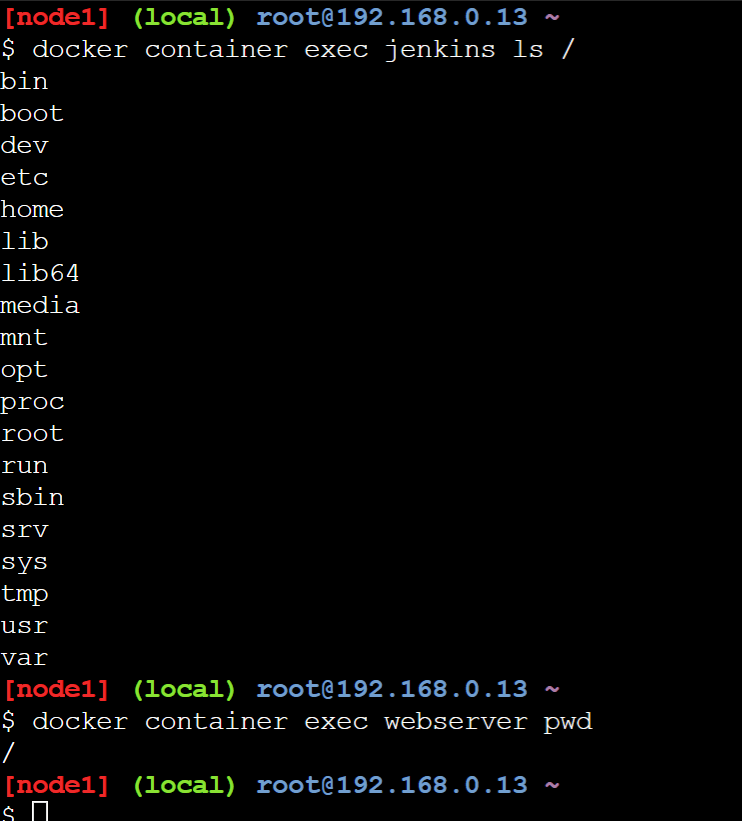 [node1] (local) root@192.168.0.13 ~
$ docker container exec jenkins ls /
bin
boot
dev
etc
home
lib
lib64
media
mnt
opt
proc
root
run
sbin
srv
sys
tmp
usr
var
[node1] (local) root@192.168.0.13 ~
$ docker container exec webserver pwd
/
[node1] (local) root@192.168.0.13 ~
$